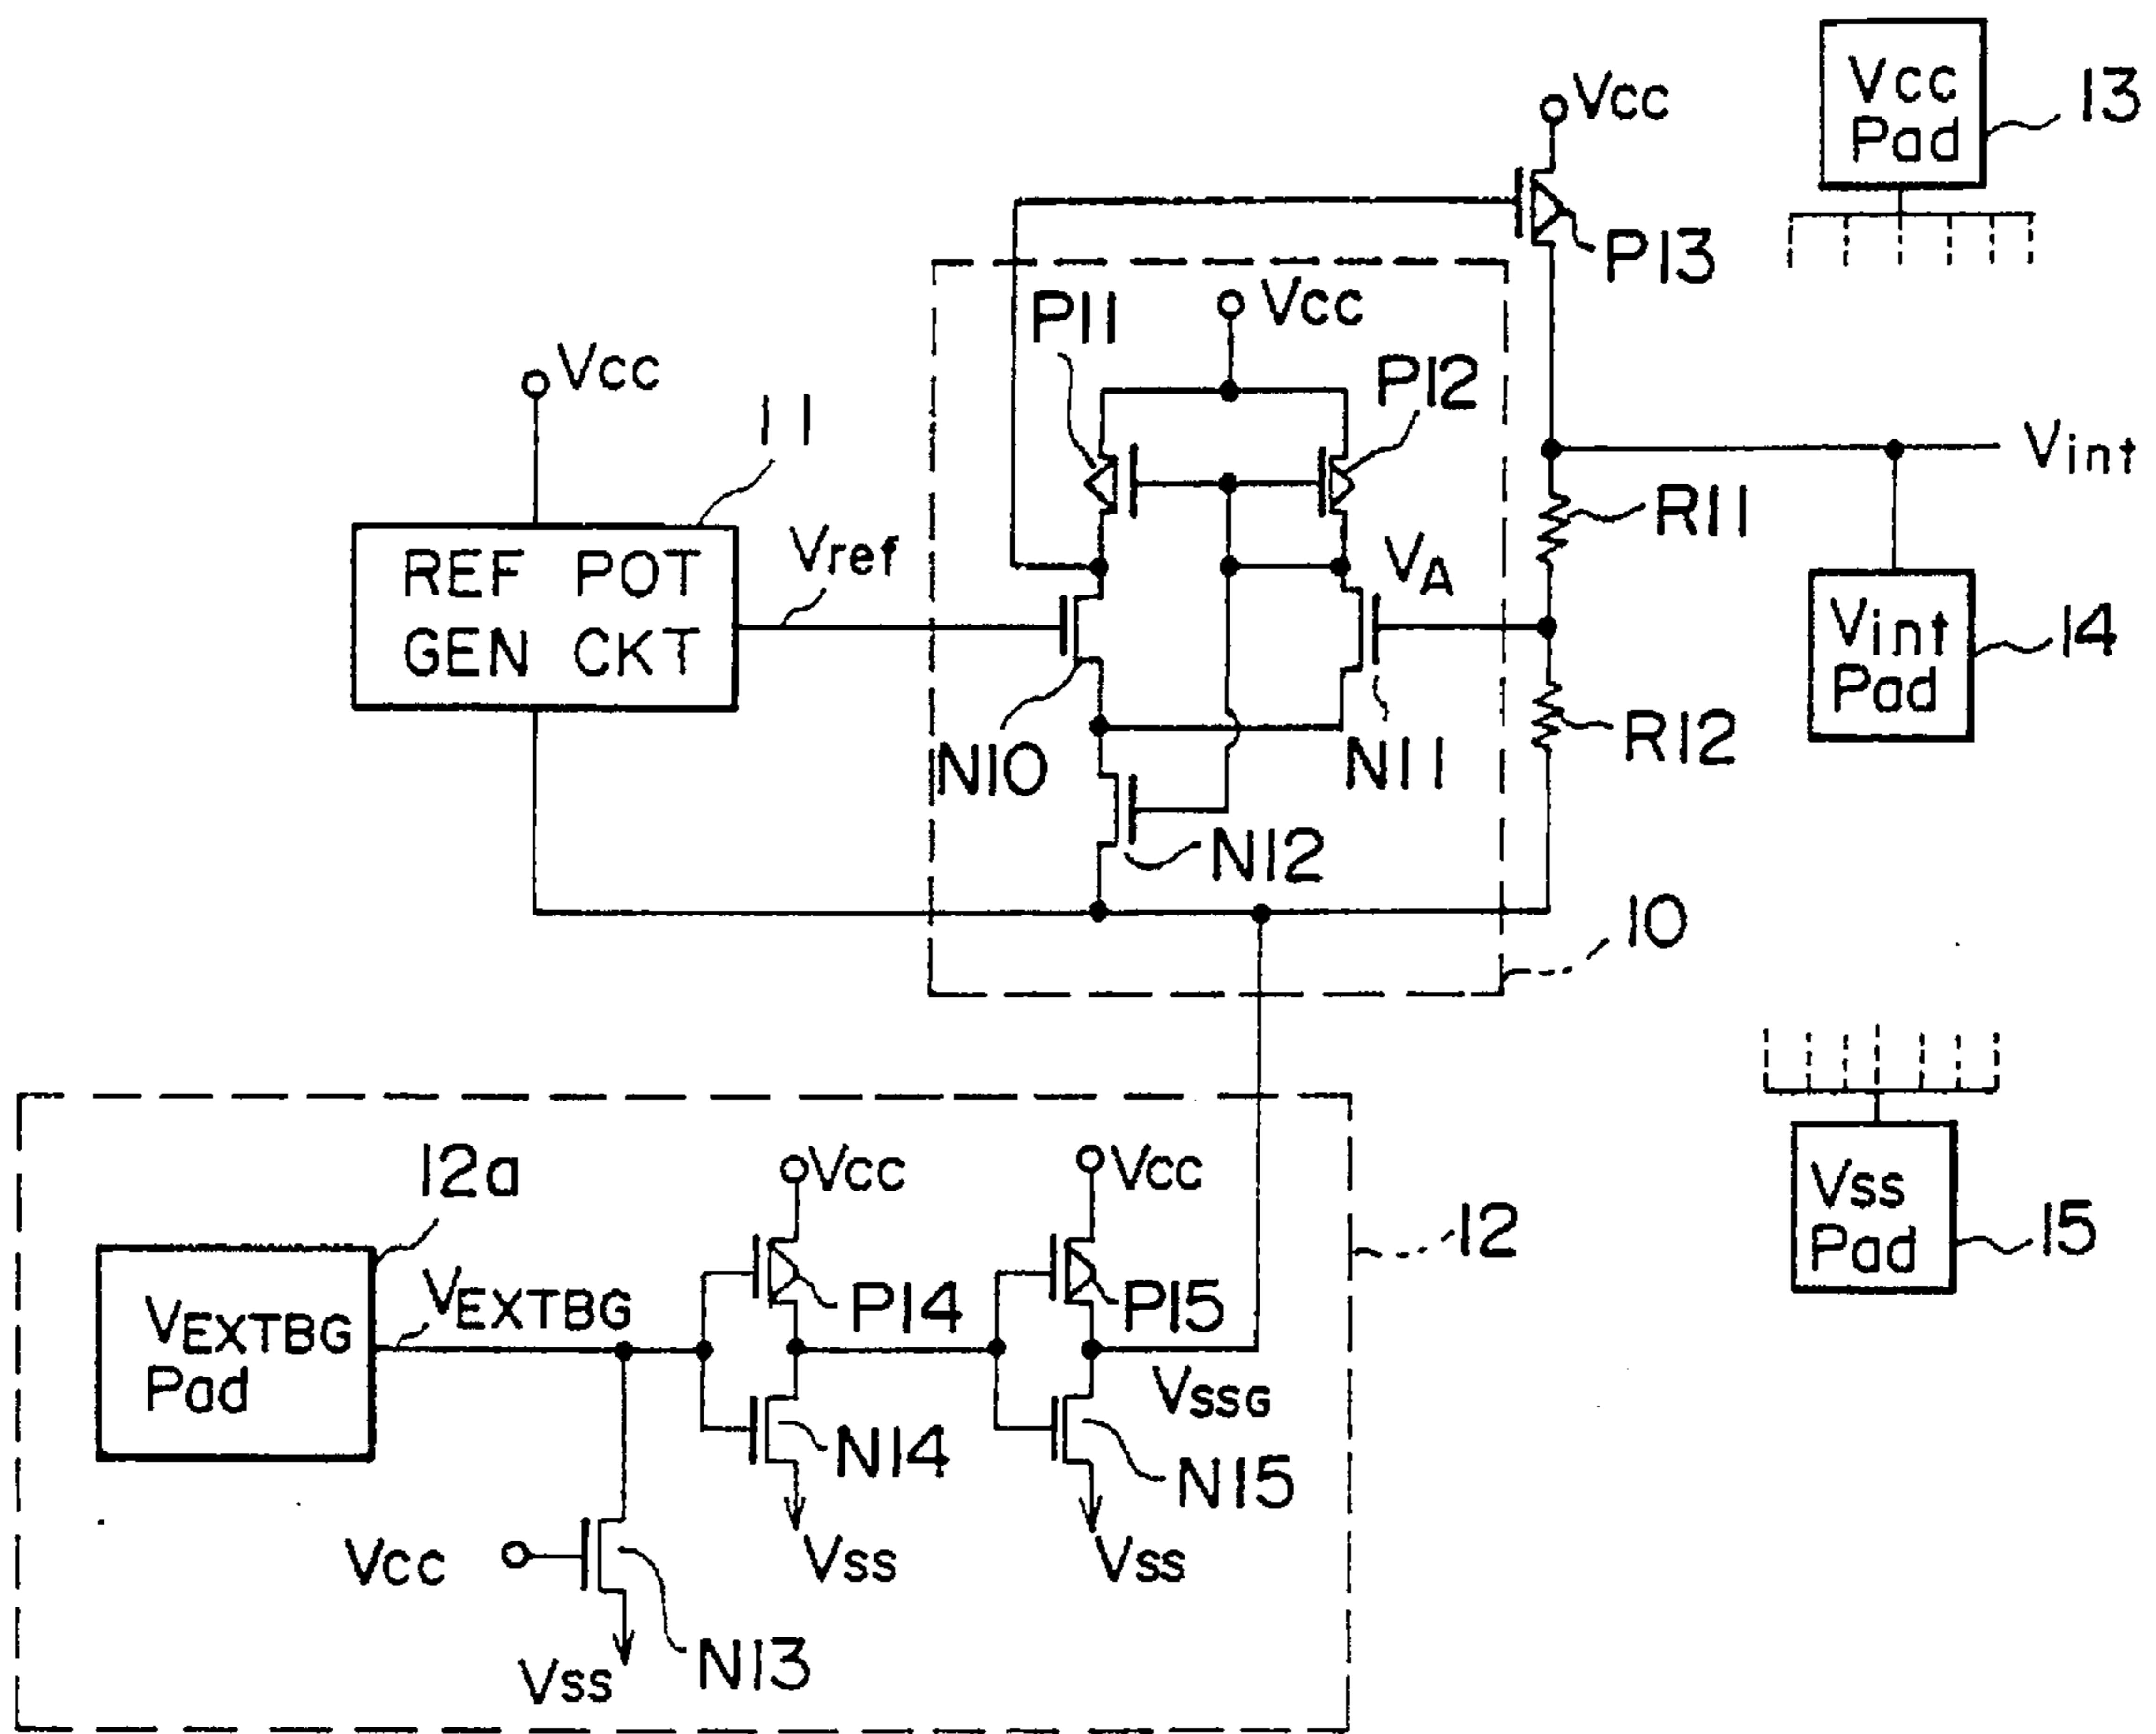 Vcc
Pad
13
Vcc
P13
Vcc
P11
P12
Vcc
11
REF POT
GEN CKT
Vref
VA
R11
Vint
Vint
Pad
14
N10
N11
R12
N12
10
12a
VEXTBG
Pad
VEXTBG
Vcc
P14
N14
Vcc
P15
VSSG
N15
12
Vss
Pad
15
Vcc
Vss
N13
Vss
Vss